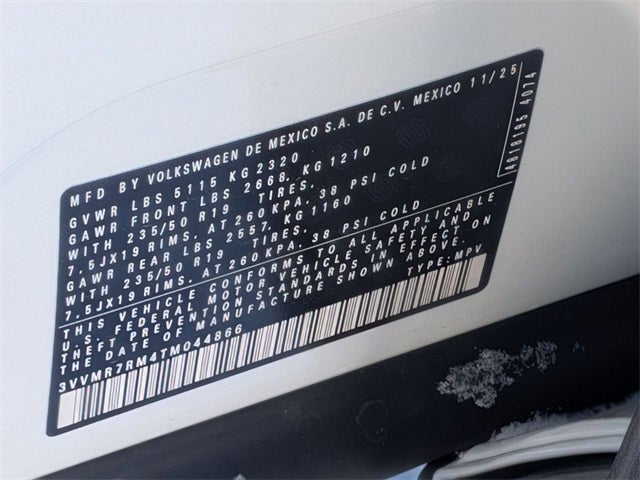 MFD BY VOLKSWAGEN DE MEXICO S.A. DE C.V. MEXICO 11/25
GVWR LBS 5115 KG 2320
GAWR FRONT LBS 2668, KG 1210
WITH 235/50 R19 TIRES,
7.5JX19 RIMS, AT 260KPA, 38 PSI COLD
GAWR REAR LBS 2557, KG 1160
WITH 235/50 R19 TIRES,
7.5JX19 RIMS, AT 260KPA, 38 PSI COLD
THIS VEHICLE CONFORMS TO ALL APPLICABLE
U.S. FEDERAL MOTOR VEHICLE SAFETY AND
THEFT PREVENTION STANDARDS IN EFFECT ON
THE DATE OF MANUFACTURE SHOWN ABOVE.
3VVMR7RM4TM044866 TYPE: MPV
4818195 4074